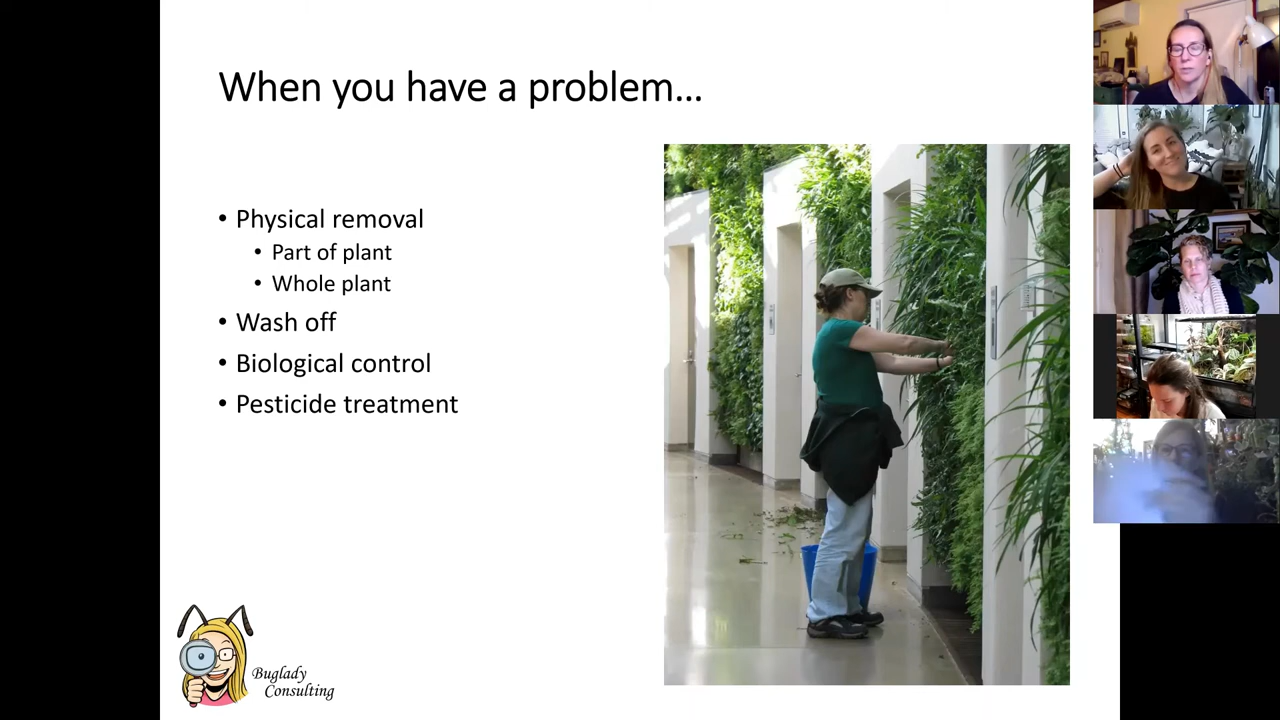 When you have a problem...
• Physical removal
• Part of plant
• Whole plant
• Wash off
• Biological control
• Pesticide treatment
Buglady
Consulting